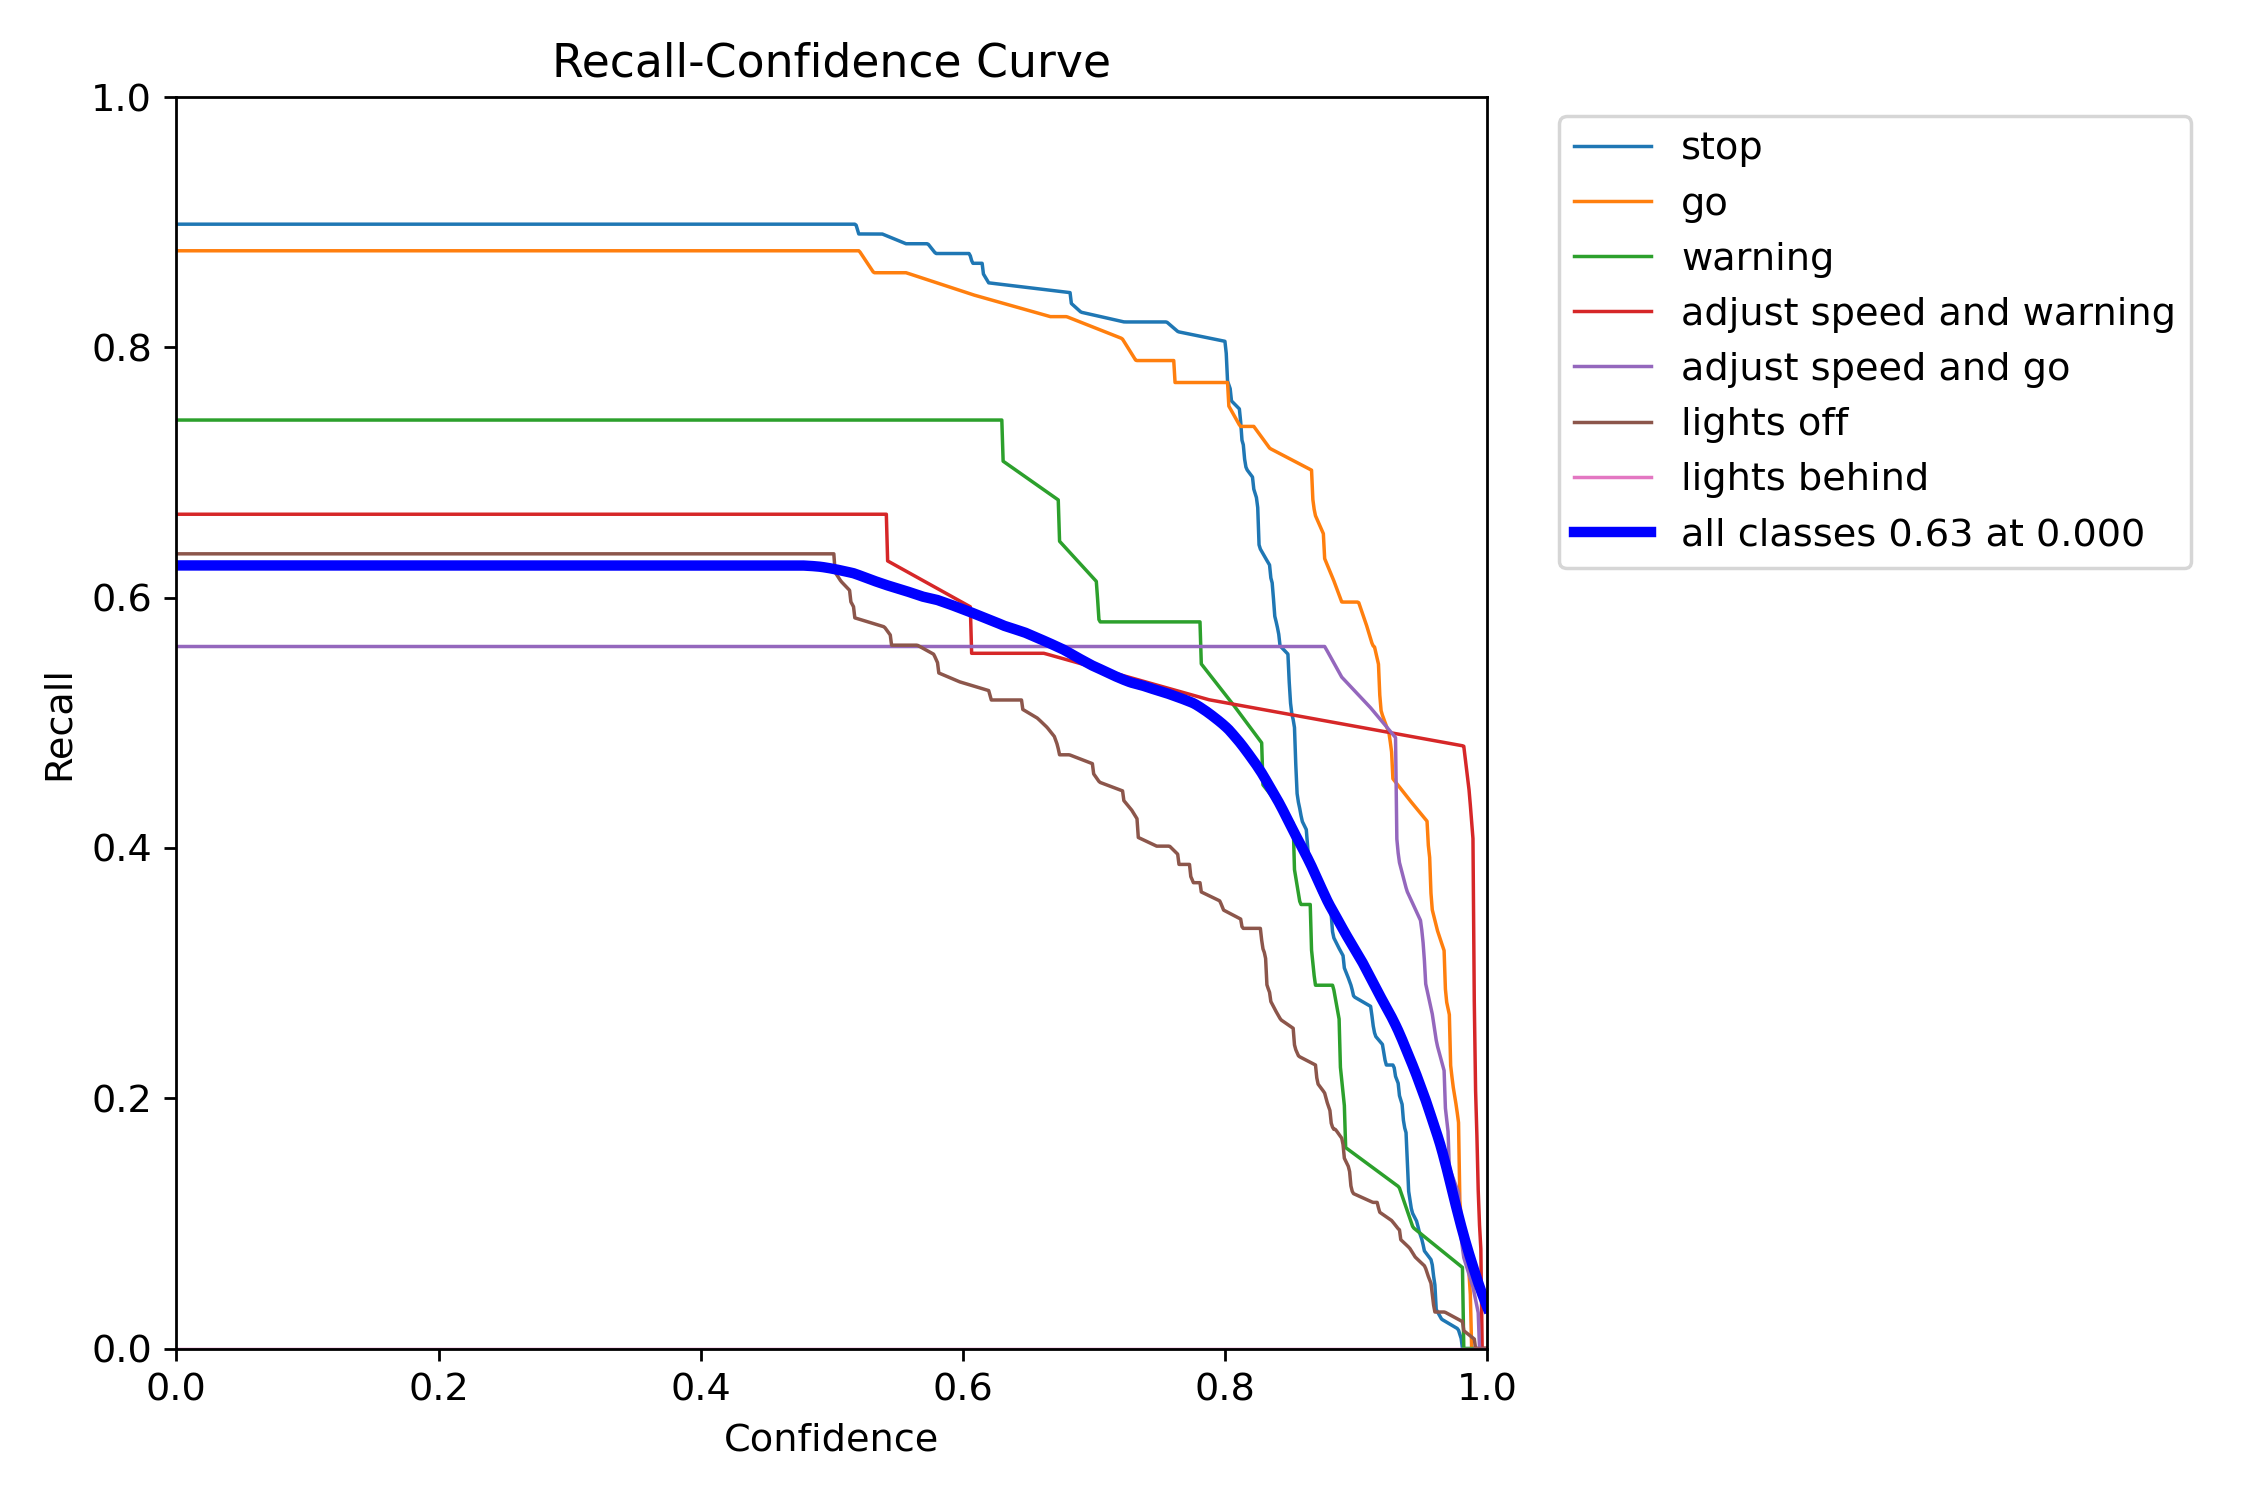 Recall-Confidence Curve
1.0
0.8
0.6
0.4
0.2
0.0
Recall
0.0 0.2 0.4 0.6 0.8 1.0
Confidence
stop
go
warning
adjust speed and warning
adjust speed and go
lights off
lights behind
all classes 0.63 at 0.000